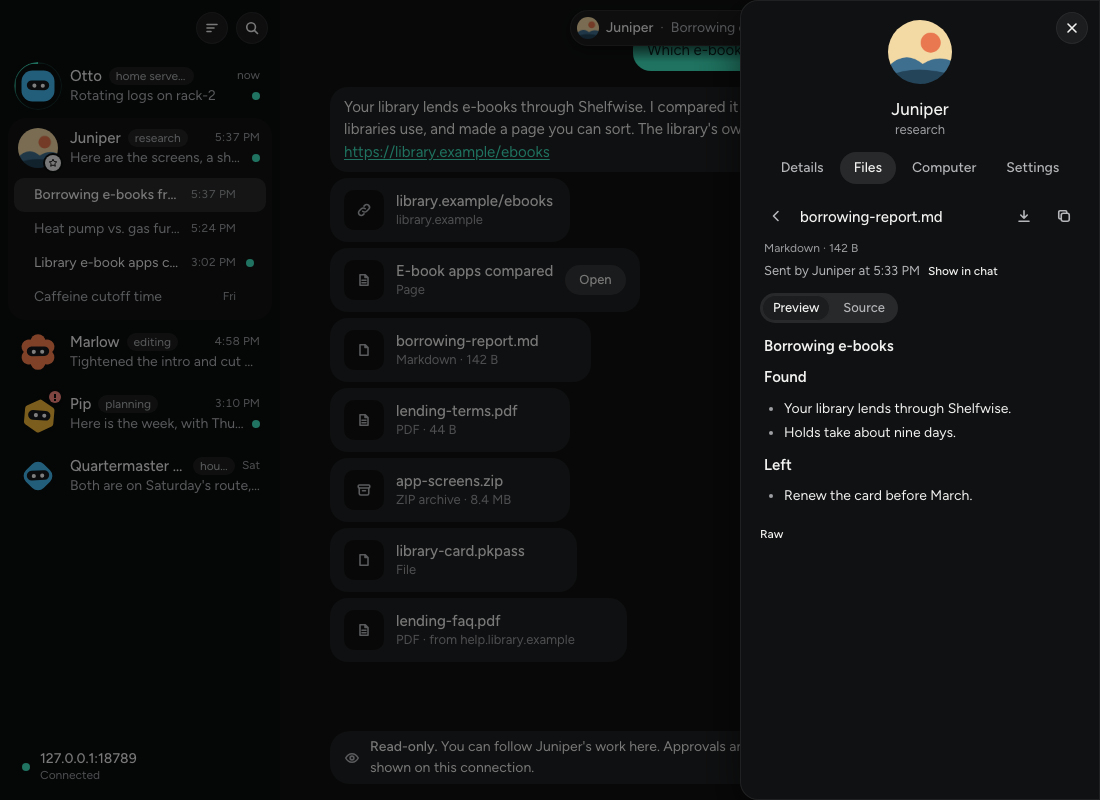 Otto home serve... now
Rotating logs on rack-2
Juniper research 5:37 PM
Here are the screens, a sh...
Borrowing e-books fr... 5:37 PM
Heat pump vs. gas fur... 5:24 PM
Library e-book apps c... 3:02 PM
Caffeine cutoff time Fri
Marlow editing 4:58 PM
Tightened the intro and cut ...
Pip planning 3:10 PM
Here is the week, with Thu...
Quartermaster ... hou... Sat
Both are on Saturday's route,...
127.0.0.1:18789
Connected
Juniper · Borrowing
Which e-book
Your library lends e-books through Shelfwise. I compared it
libraries use, and made a page you can sort. The library's ow
https://library.example/ebooks
library.example/ebooks
library.example
E-book apps compared
Page
Open
borrowing-report.md
Markdown · 142 B
lending-terms.pdf
PDF · 44 B
app-screens.zip
ZIP archive · 8.4 MB
library-card.pkpass
File
lending-faq.pdf
PDF · from help.library.example
Read-only. You can follow Juniper's work here. Approvals ar
shown on this connection.
Juniper
research
Details Files Computer Settings
borrowing-report.md
Markdown · 142 B
Sent by Juniper at 5:33 PM Show in chat
Preview Source
Borrowing e-books
Found
• Your library lends through Shelfwise.
• Holds take about nine days.
Left
• Renew the card before March.
Raw